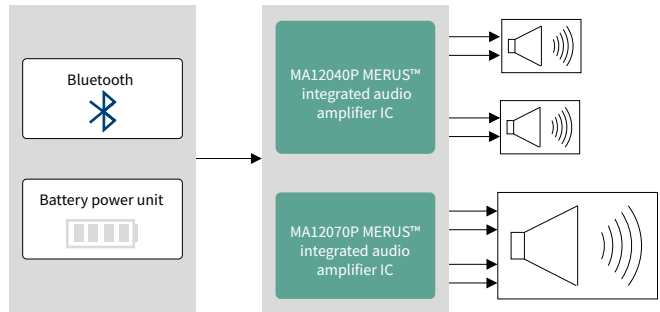 Bluetooth
Battery power unit
MA12040P MERUS™
integrated audio
amplifier IC
MA12070P MERUS™
integrated audio
amplifier IC